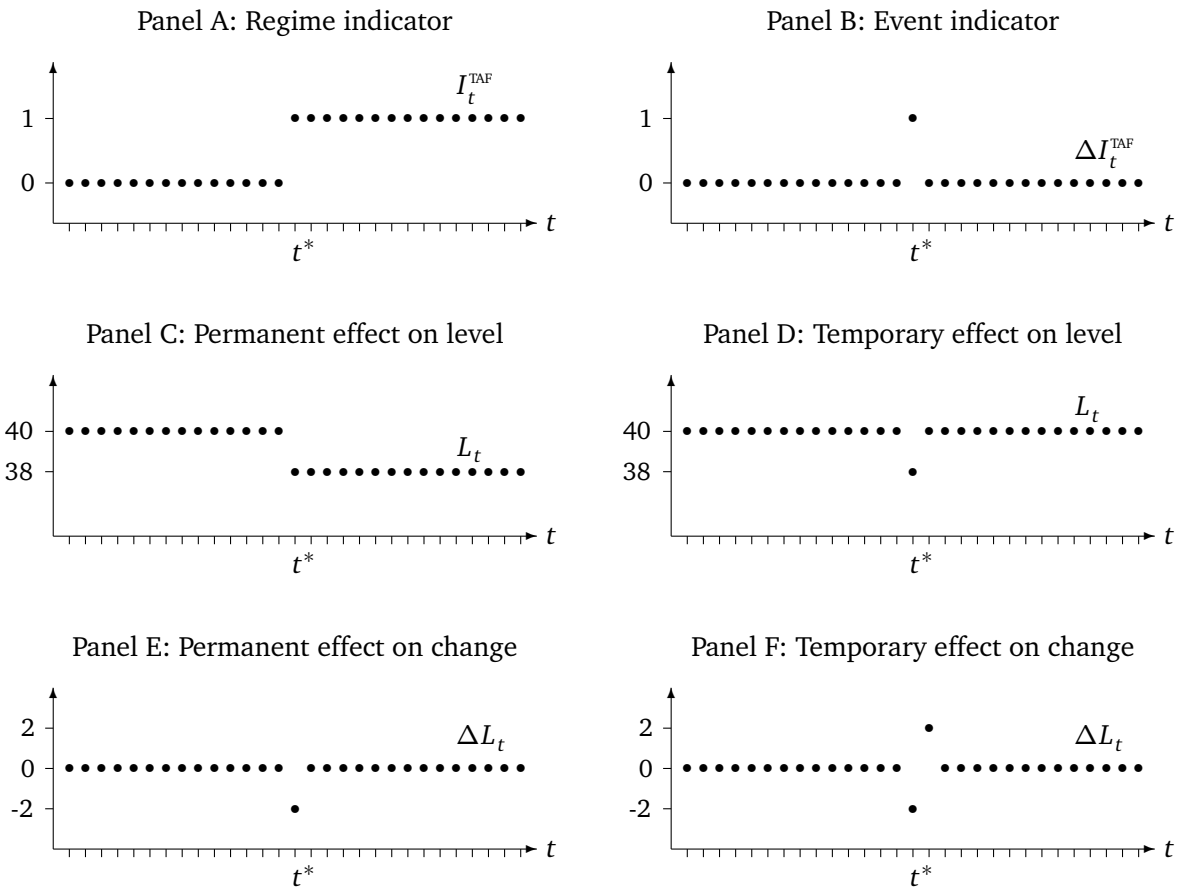 Panel A: Regime indicator
1
0
I_t^TAF
t
t*
Panel B: Event indicator
1
0
ΔI_t^TAF
t
t*
Panel C: Permanent effect on level
40
38
L_t
t
t*
Panel D: Temporary effect on level
40
38
L_t
t
t*
Panel E: Permanent effect on change
2
0
-2
ΔL_t
t
t*
Panel F: Temporary effect on change
2
0
-2
ΔL_t
t
t*